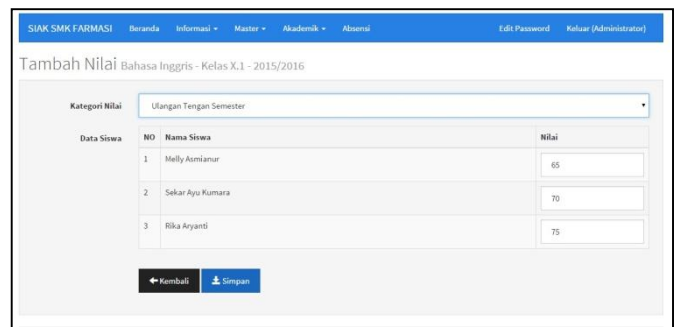 SIAK SMK FARMASI Beranda Informasi Master Akademik Absensi Edit Password Keluar (Administrator)
Tambah Nilai Bahasa Inggris - Kelas X.1 - 2015/2016
Kategori Nilai Ulangan Tengan Semester
Data Siswa NO Nama Siswa Nilai
1 Melly Asmianur 65
2 Sekar Ayu Kumara 70
3 Rika Aryanti 75
Kembali Simpan